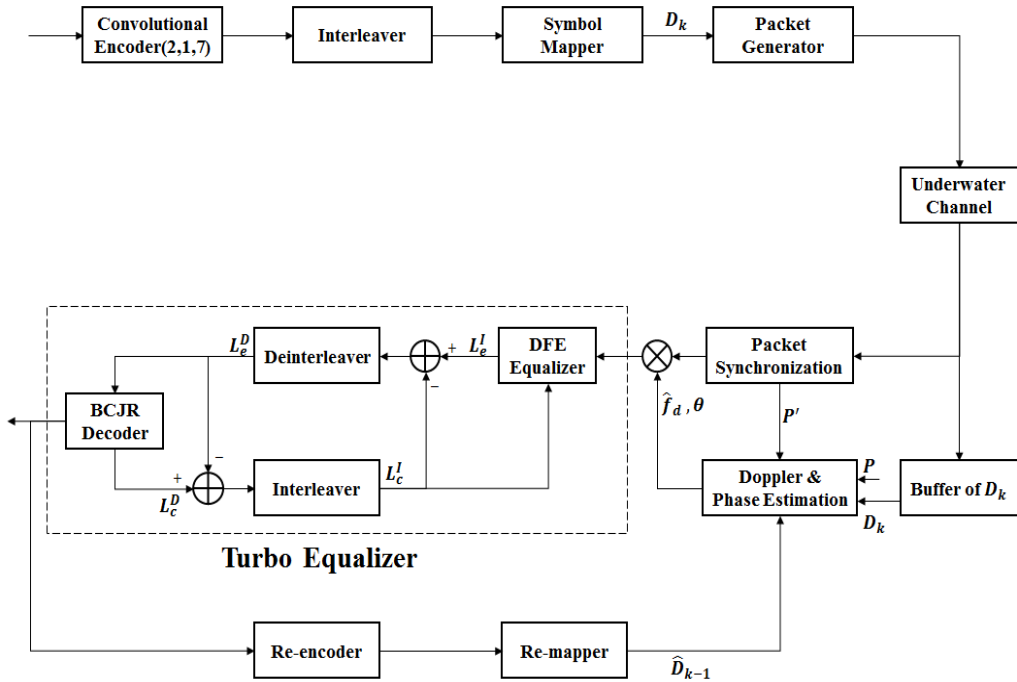 Convolutional
Encoder(2,1,7)
Interleaver
Symbol
Mapper
D_k
Packet
Generator
Underwater
Channel
L_e^D
Deinterleaver
+
L_e^I
DFE
Equalizer
Packet
Synchronization
−
f̂_d , θ
P′
BCJR
Decoder
−
+
L_c^D
Interleaver
L_c^I
Doppler &
Phase Estimation
P
D_k
Buffer of D_k
Turbo Equalizer
Re-encoder
Re-mapper
D̂_{k−1}